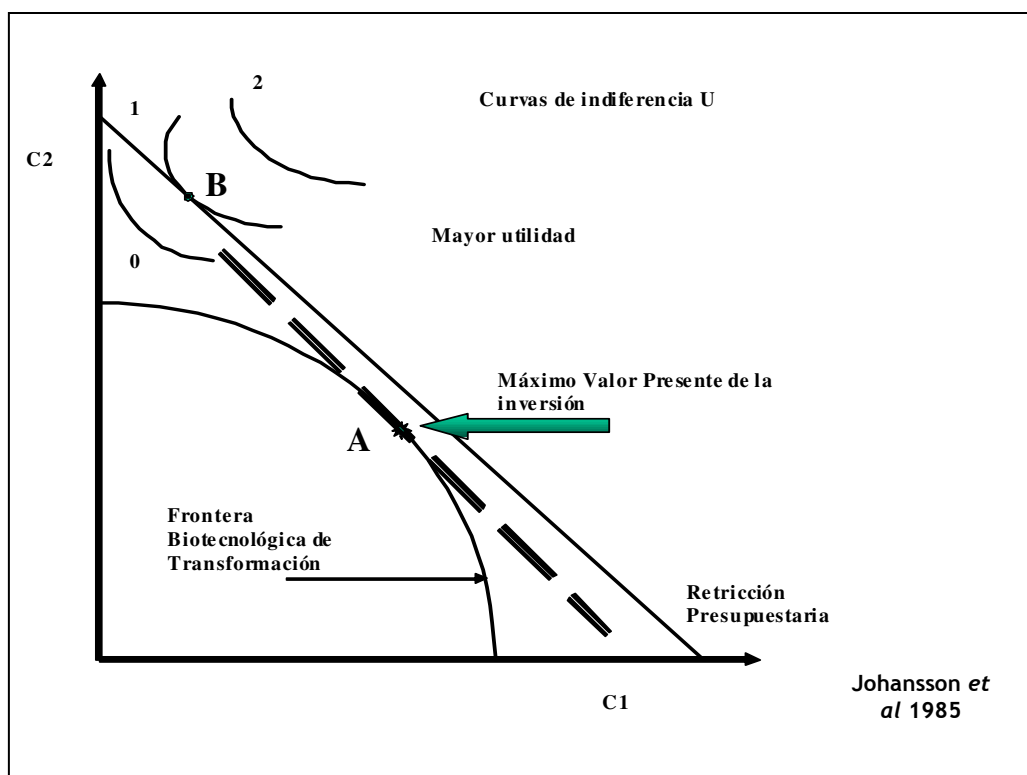 2
Curvas de indiferencia U
1
C2
B
Mayor utilidad
0
Máximo Valor Presente de la
inversión
A
Frontera
Biotecnológica de
Transformación
Retricción
Presupuestaria
C1
Johansson et
al 1985